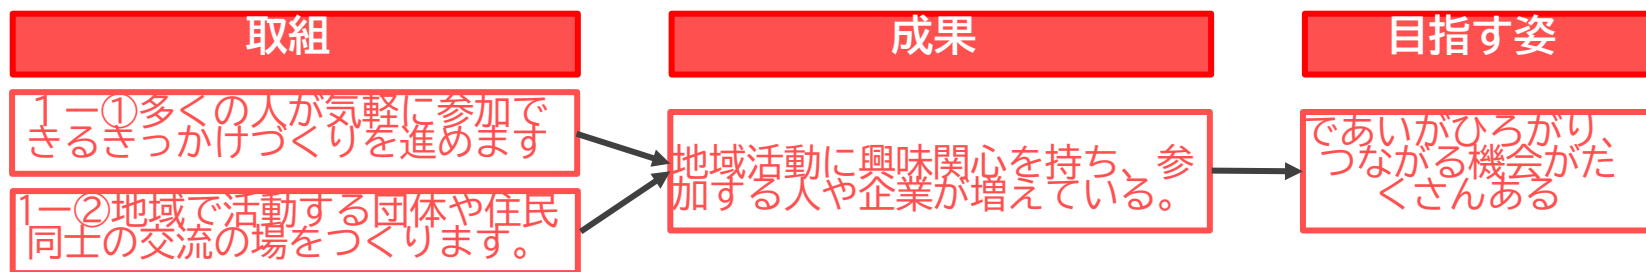 取組
成果
目指す姿
1ー①多くの人が気軽に参加で
きるきっかけづくりを進めます
1ー②地域で活動する団体や住民
同士の交流の場をつくります。
地域活動に興味関心を持ち、参
加する人や企業が増えている。
であいがひろがり、
つながる機会がた
くさんある